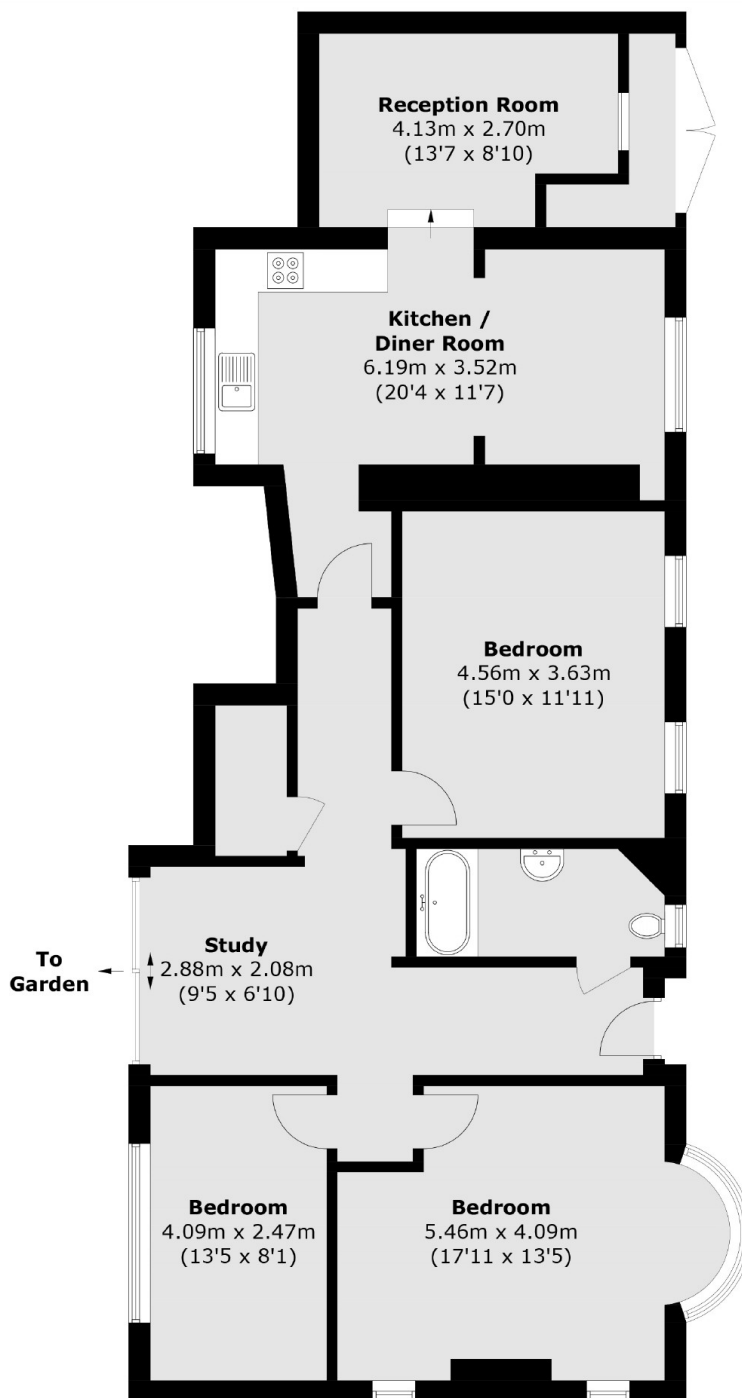 Reception Room
4.13m x 2.70m
(13'7 x 8'10)
Kitchen /
Diner Room
6.19m x 3.52m
(20'4 x 11'7)
Bedroom
4.56m x 3.63m
(15'0 x 11'11)
To
Garden
Study
2.88m x 2.08m
(9'5 x 6'10)
Bedroom
4.09m x 2.47m
(13'5 x 8'1)
Bedroom
5.46m x 4.09m
(17'11 x 13'5)